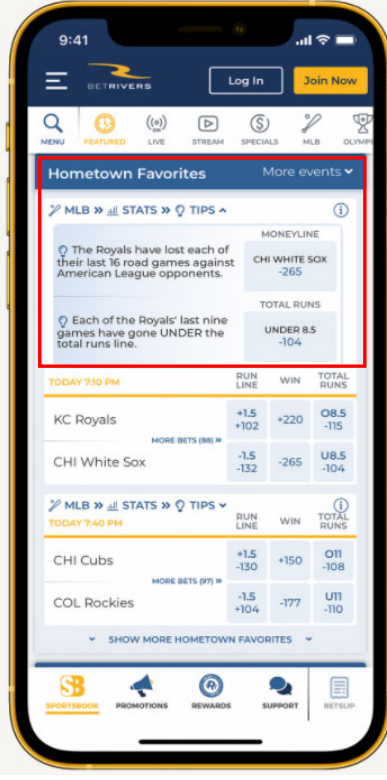 9:41
BETRIVERS
Log In
Join Now
MENU FEATURED LIVE STREAM SPECIALS MLB OLYMP
Hometown Favorites More events
MLB » STATS » TIPS
MONEYLINE
The Royals have lost each of
their last 16 road games against
American League opponents.
CHI WHITE SOX
-265
TOTAL RUNS
Each of the Royals' last nine
games have gone UNDER the
total runs line.
UNDER 8.5
-104
TODAY 7:10 PM RUN LINE WIN TOTAL RUNS
KC Royals +1.5 +102 +220 O8.5 -115
MORE BETS (88) »
CHI White Sox -1.5 -132 -265 U8.5 -104
MLB » STATS » TIPS
TODAY 7:40 PM RUN LINE WIN TOTAL RUNS
CHI Cubs +1.5 -130 +150 O11 -108
MORE BETS (97) »
COL Rockies -1.5 +104 -177 U11 -110
SHOW MORE HOMETOWN FAVORITES
SB
SPORTSBOOK PROMOTIONS REWARDS SUPPORT BETSLIP